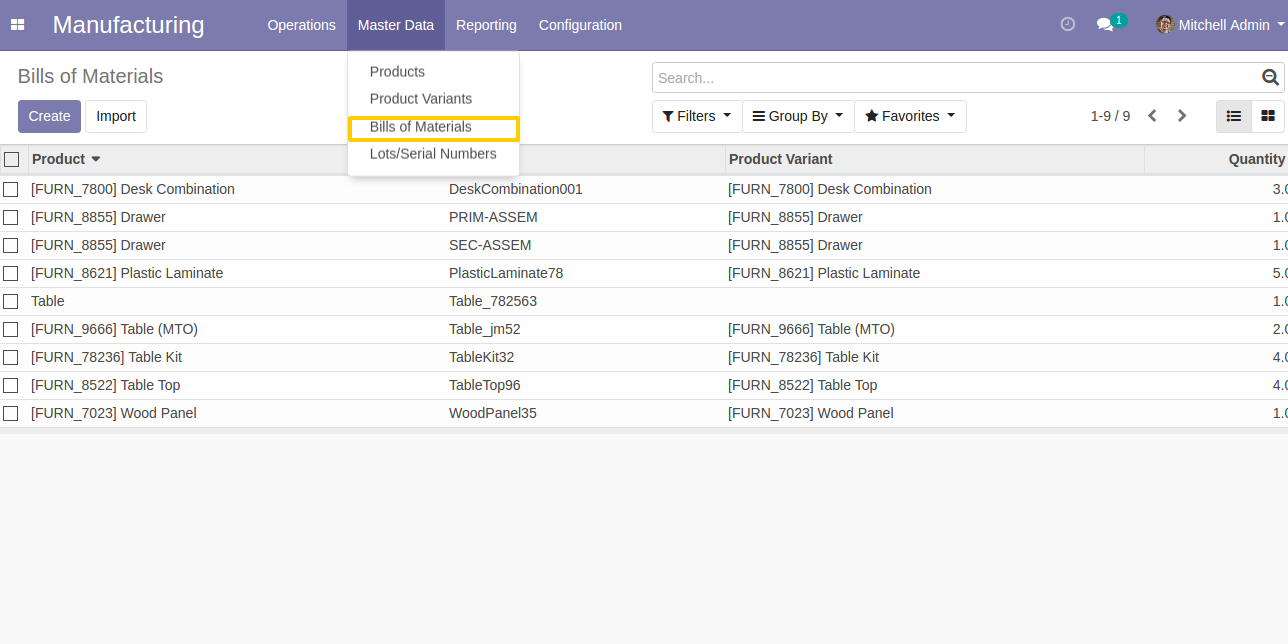 Manufacturing Operations Master Data Reporting Configuration 1 Mitchell Admin
Bills of Materials Products Search...
Product Variants
Create Import Bills of Materials Filters Group By Favorites 1-9 / 9
Lots/Serial Numbers
Product Product Variant Quantity
[FURN_7800] Desk Combination DeskCombination001 [FURN_7800] Desk Combination 3.0
[FURN_8855] Drawer PRIM-ASSEM [FURN_8855] Drawer 1.0
[FURN_8855] Drawer SEC-ASSEM [FURN_8855] Drawer 1.0
[FURN_8621] Plastic Laminate PlasticLaminate78 [FURN_8621] Plastic Laminate 5.0
Table Table_782563 1.0
[FURN_9666] Table (MTO) Table_jm52 [FURN_9666] Table (MTO) 2.0
[FURN_78236] Table Kit TableKit32 [FURN_78236] Table Kit 4.0
[FURN_8522] Table Top TableTop96 [FURN_8522] Table Top 4.0
[FURN_7023] Wood Panel WoodPanel35 [FURN_7023] Wood Panel 1.0